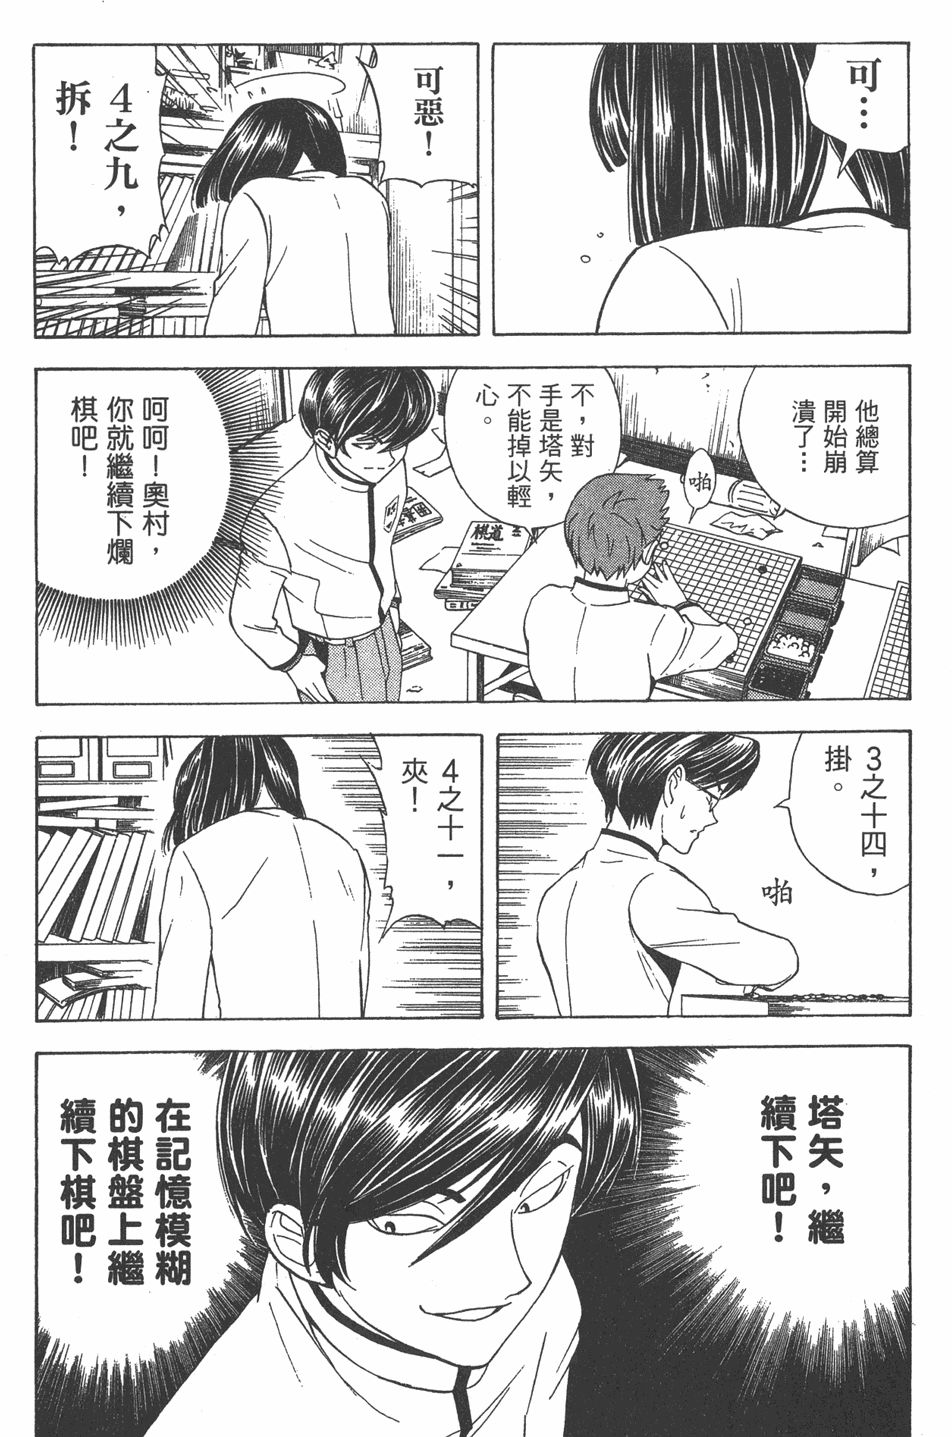 可…
可惡！
4之九，
拆！
他總算
開始崩
潰了…
啪
不，對
手是塔矢，
不能掉以輕
心。
棋道
呵呵！奧村，
你就繼續下爛
棋吧！
3之十四，
掛。
啪
4之十一，
夾！
塔矢，繼
續下吧！
在記憶模糊
的棋盤上繼
續下棋吧！